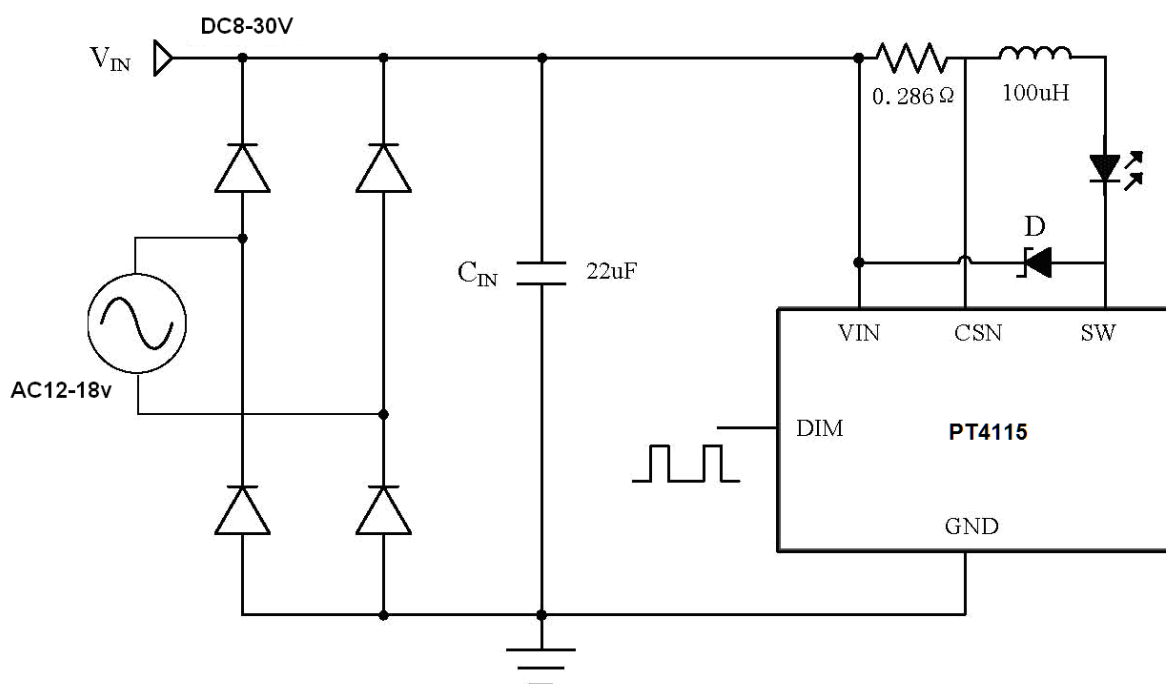 DC8-30V
VIN
0.286Ω
100uH
D
CIN
22uF
VIN
CSN
SW
AC12-18v
DIM
PT4115
GND